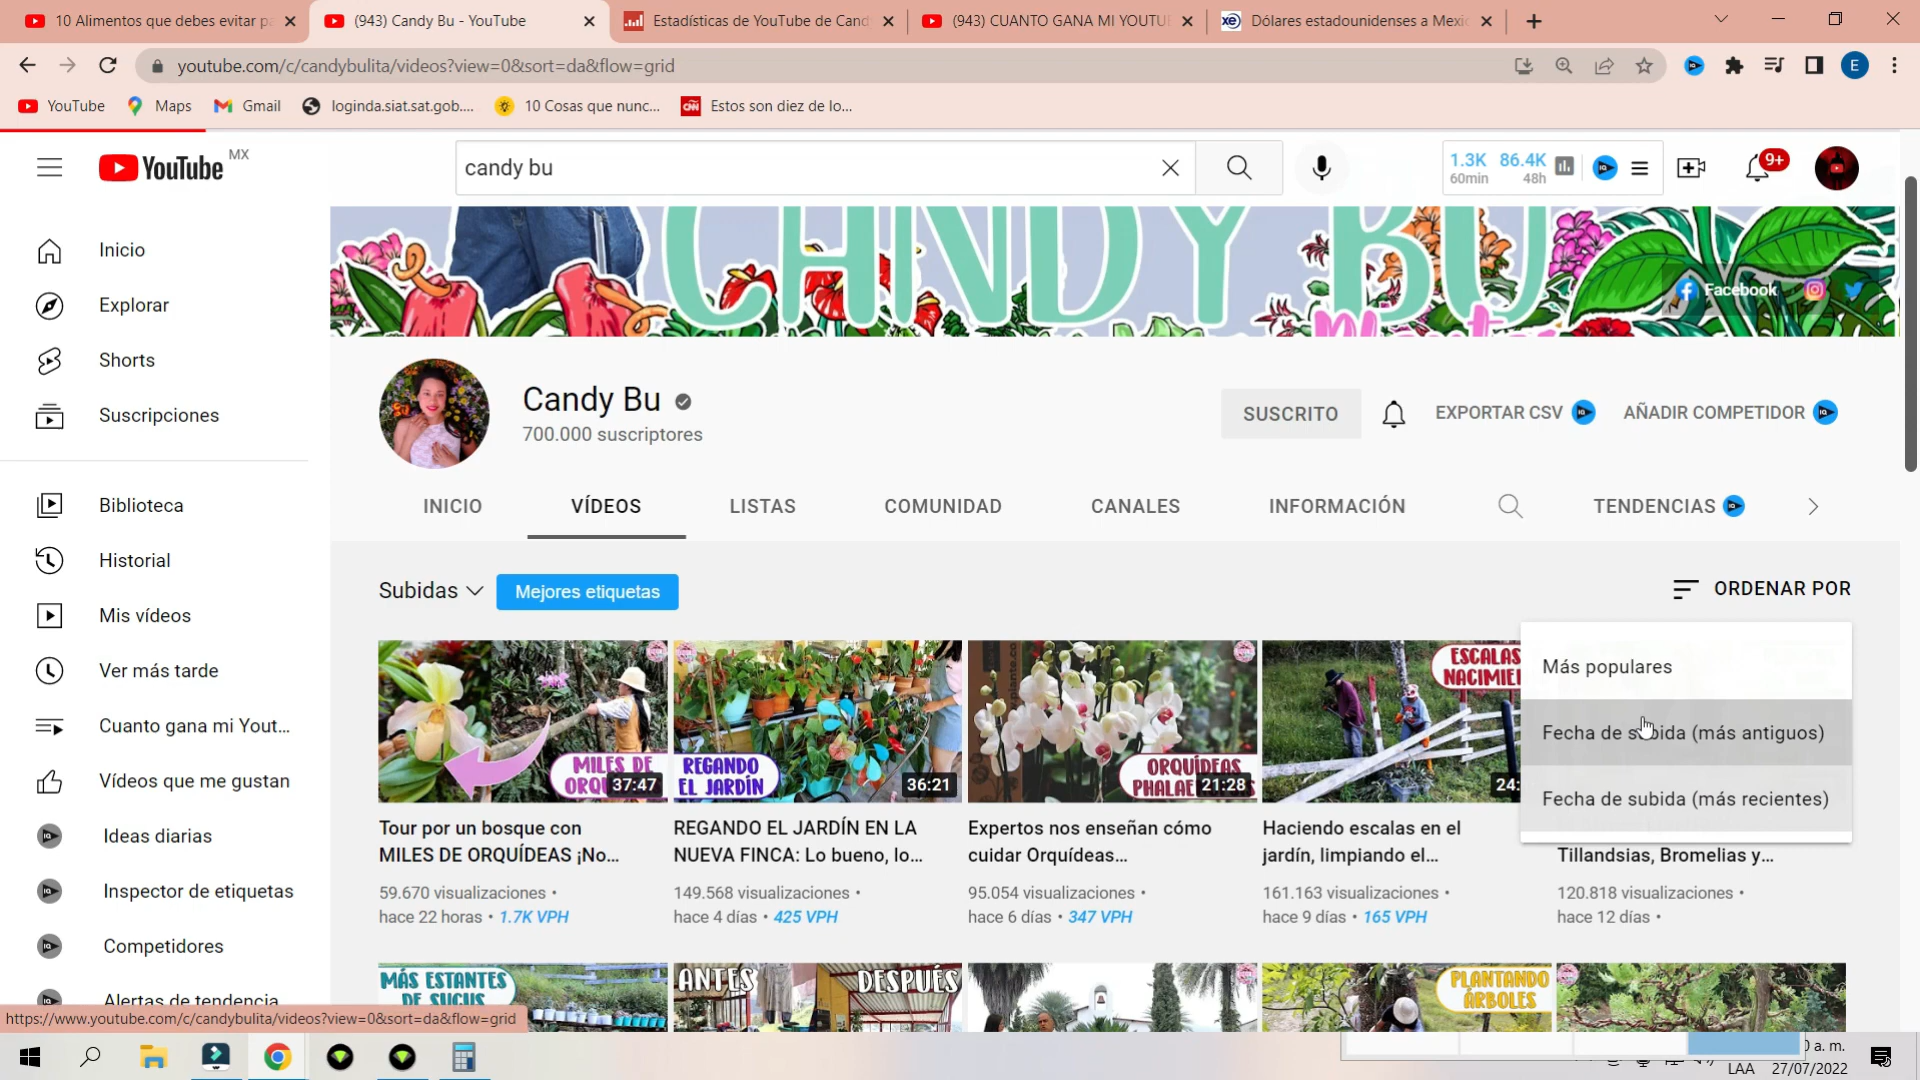 10 Alimentos que debes evitar pa
(943) Candy Bu - YouTube
Estadísticas de YouTube de Cand
(943) CUANTO GANA MI YOUTU
Dólares estadounidenses a Mexic
youtube.com/c/candybulita/videos?view=0&sort=da&flow=grid
E
YouTube
Maps
Gmail
loginda.siat.sat.gob....
10 Cosas que nunc...
Estos son diez de lo...
YouTube MX
candy bu
1.3K 86.4K
60min 48h
9+
Inicio
Explorar
Shorts
Suscripciones
Biblioteca
Historial
Mis vídeos
Ver más tarde
Cuanto gana mi Yout...
Vídeos que me gustan
Ideas diarias
Inspector de etiquetas
Competidores
Alertas de tendencia
CANDY BU
Facebook
Candy Bu
700.000 suscriptores
SUSCRITO
EXPORTAR CSV
AÑADIR COMPETIDOR
INICIO
VÍDEOS
LISTAS
COMUNIDAD
CANALES
INFORMACIÓN
TENDENCIAS
Subidas
Mejores etiquetas
ORDENAR POR
Más populares
Fecha de subida (más antiguos)
Fecha de subida (más recientes)
MILES DE
37:47
REGANDO
EL JARDÍN
36:21
ORQUÍDEAS
PHALAE
21:28
ESCALAS
24:
Tour por un bosque con
MILES DE ORQUÍDEAS ¡No...
59.670 visualizaciones •
hace 22 horas • 1.7K VPH
REGANDO EL JARDÍN EN LA
NUEVA FINCA: Lo bueno, lo...
149.568 visualizaciones •
hace 4 días • 425 VPH
Expertos nos enseñan cómo
cuidar Orquídeas...
95.054 visualizaciones •
hace 6 días • 347 VPH
Haciendo escalas en el
jardín, limpiando el...
161.163 visualizaciones •
hace 9 días • 165 VPH
Tillandsias, Bromelias y...
120.818 visualizaciones •
hace 12 días •
MÁS ESTANTES
DE SUCUS
ANTES
DESPUÉS
PLANTANDO
ÁRBOLES
https://www.youtube.com/c/candybulita/videos?view=0&sort=da&flow=grid
a. m.
LAA
27/07/2022